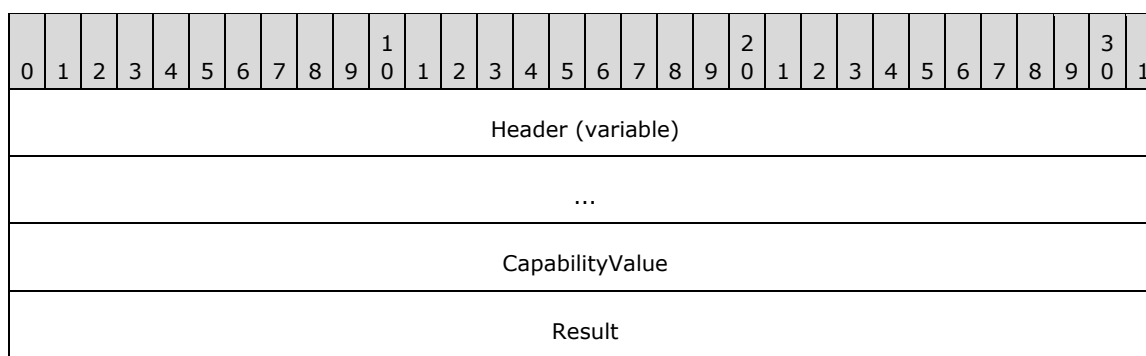 1 2 3
0 1 2 3 4 5 6 7 8 9 0 1 2 3 4 5 6 7 8 9 0 1 2 3 4 5 6 7 8 9 0 1
Header (variable)
...
CapabilityValue
Result